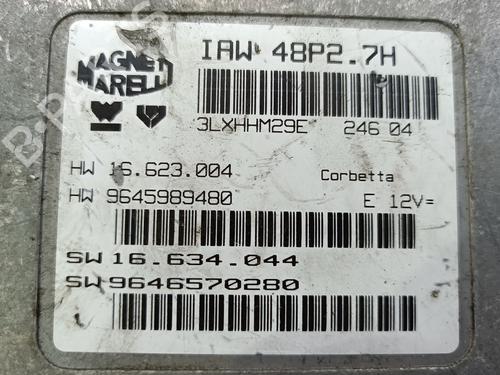 MAGNETI
MARELLI
IAW 48P2.7H
3LXHHM29E 246 04
HW 16.623.004 Corbetta
HW 9645989480 E 12V=
SW 16.634.044
SW 9646570280